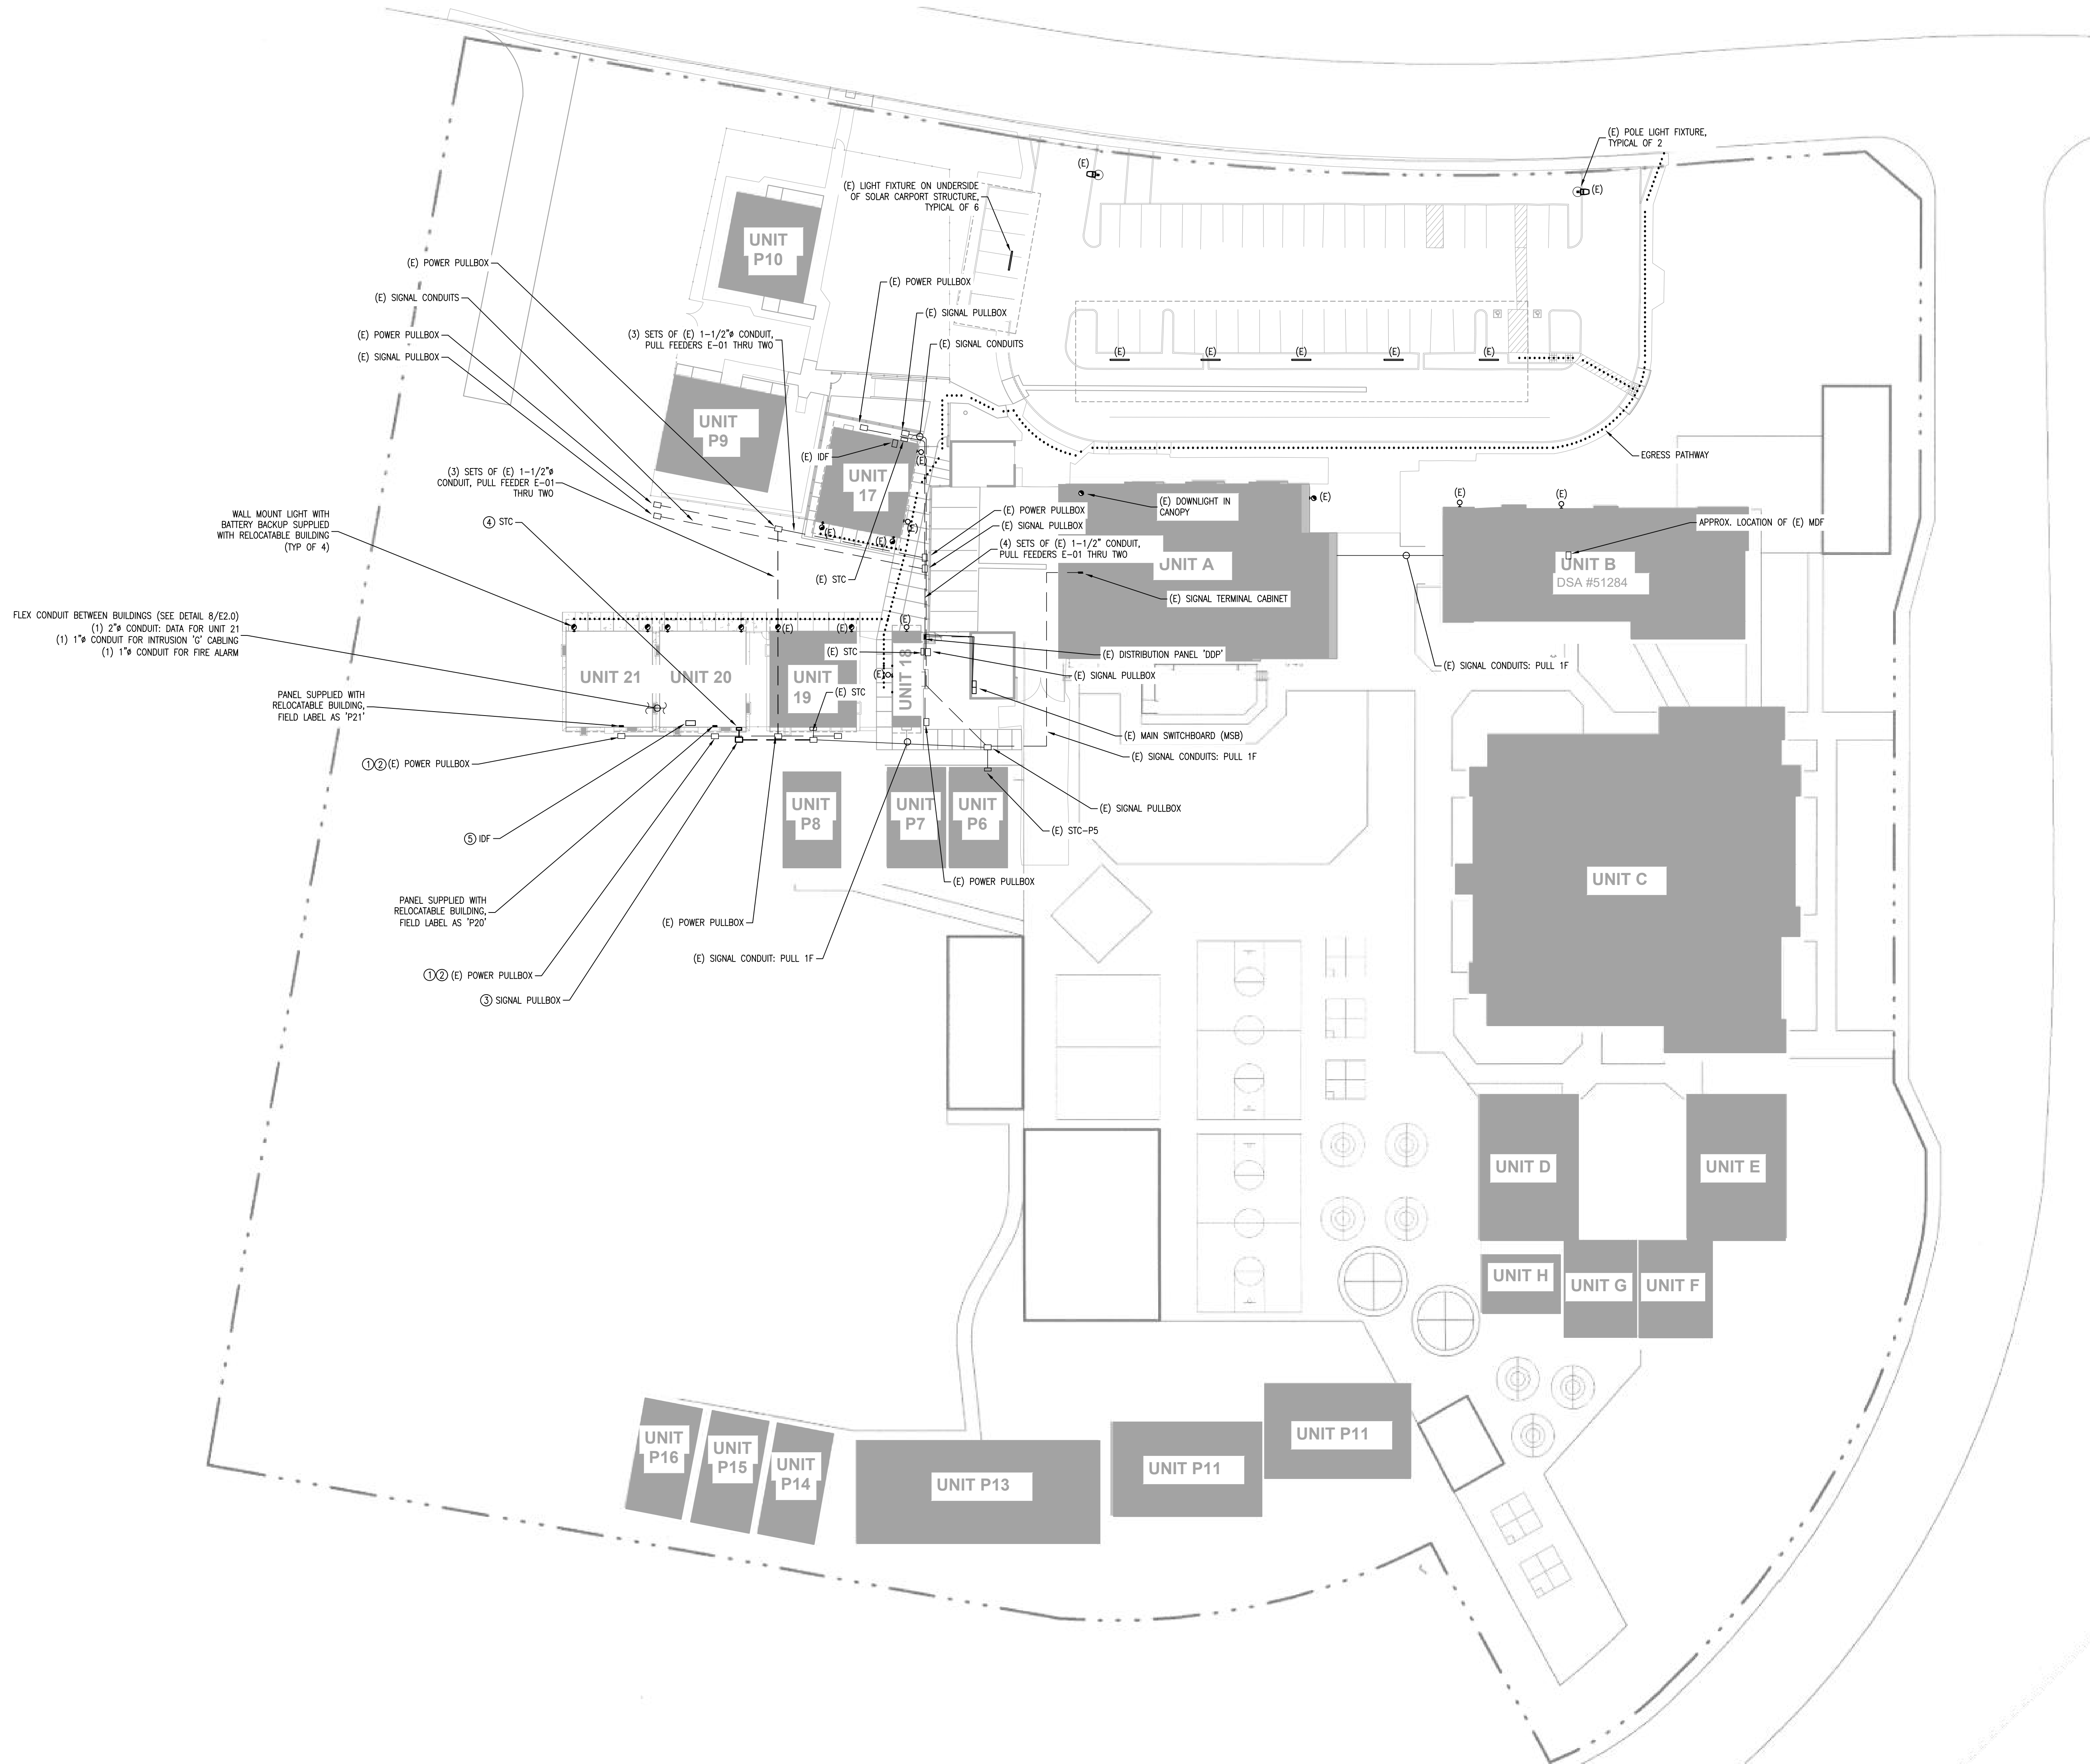 (E) POLE LIGHT FIXTURE,
TYPICAL OF 2
(E)
(E)
(E) LIGHT FIXTURE ON UNDERSIDE
OF SOLAR CARPORT STRUCTURE,
TYPICAL OF 6
UNIT
P10
(E) POWER PULLBOX
(E) POWER PULLBOX
(E) SIGNAL CONDUITS
(E) SIGNAL PULLBOX
(E) POWER PULLBOX
(3) SETS OF (E) 1-1/2"ø CONDUIT,
PULL FEEDERS E-01 THRU TWO
(E) SIGNAL CONDUITS
(E) SIGNAL PULLBOX
(E)
(E)
(E)
(E)
(E)
UNIT
P9
(E) IDF
(E)
EGRESS PATHWAY
(3) SETS OF (E) 1-1/2"ø
CONDUIT, PULL FEEDER E-01
THRU TWO
UNIT
17
(E) DOWNLIGHT IN
CANOPY
(E)
(E)
(E)
WALL MOUNT LIGHT WITH
BATTERY BACKUP SUPPLIED
WITH RELOCATABLE BUILDING
(TYP OF 4)
④ STC
(E) POWER PULLBOX
(E) SIGNAL PULLBOX
APPROX. LOCATION OF (E) MDF
(E)
(E)
(E)
(4) SETS OF (E) 1-1/2" CONDUIT,
PULL FEEDERS E-01 THRU TWO
UNIT A
UNIT B
DSA #51284
(E) STC
(E) SIGNAL TERMINAL CABINET
FLEX CONDUIT BETWEEN BUILDINGS (SEE DETAIL 8/E2.0)
(1) 2"ø CONDUIT: DATA FOR UNIT 21
(1) 1"ø CONDUIT FOR INTRUSION 'G' CABLING
(1) 1"ø CONDUIT FOR FIRE ALARM
(E)
(E)
(E)
(E) STC
(E) DISTRIBUTION PANEL 'DDP'
(E) SIGNAL CONDUITS: PULL 1F
UNIT 21
UNIT 20
UNIT
19
(E)
UNIT 18
(E) SIGNAL PULLBOX
(E) STC
PANEL SUPPLIED WITH
RELOCATABLE BUILDING,
FIELD LABEL AS 'P21'
(E) MAIN SWITCHBOARD (MSB)
(E) SIGNAL CONDUITS: PULL 1F
①② (E) POWER PULLBOX
UNIT
P8
UNIT
P7
UNIT
P6
(E) SIGNAL PULLBOX
(E) STC-P5
⑤ IDF
(E) POWER PULLBOX
UNIT C
PANEL SUPPLIED WITH
RELOCATABLE BUILDING,
FIELD LABEL AS 'P20'
(E) POWER PULLBOX
(E) SIGNAL CONDUIT: PULL 1F
①② (E) POWER PULLBOX
③ SIGNAL PULLBOX
UNIT D
UNIT E
UNIT H
UNIT G
UNIT F
UNIT
P16
UNIT
P15
UNIT
P14
UNIT P13
UNIT P11
UNIT P11